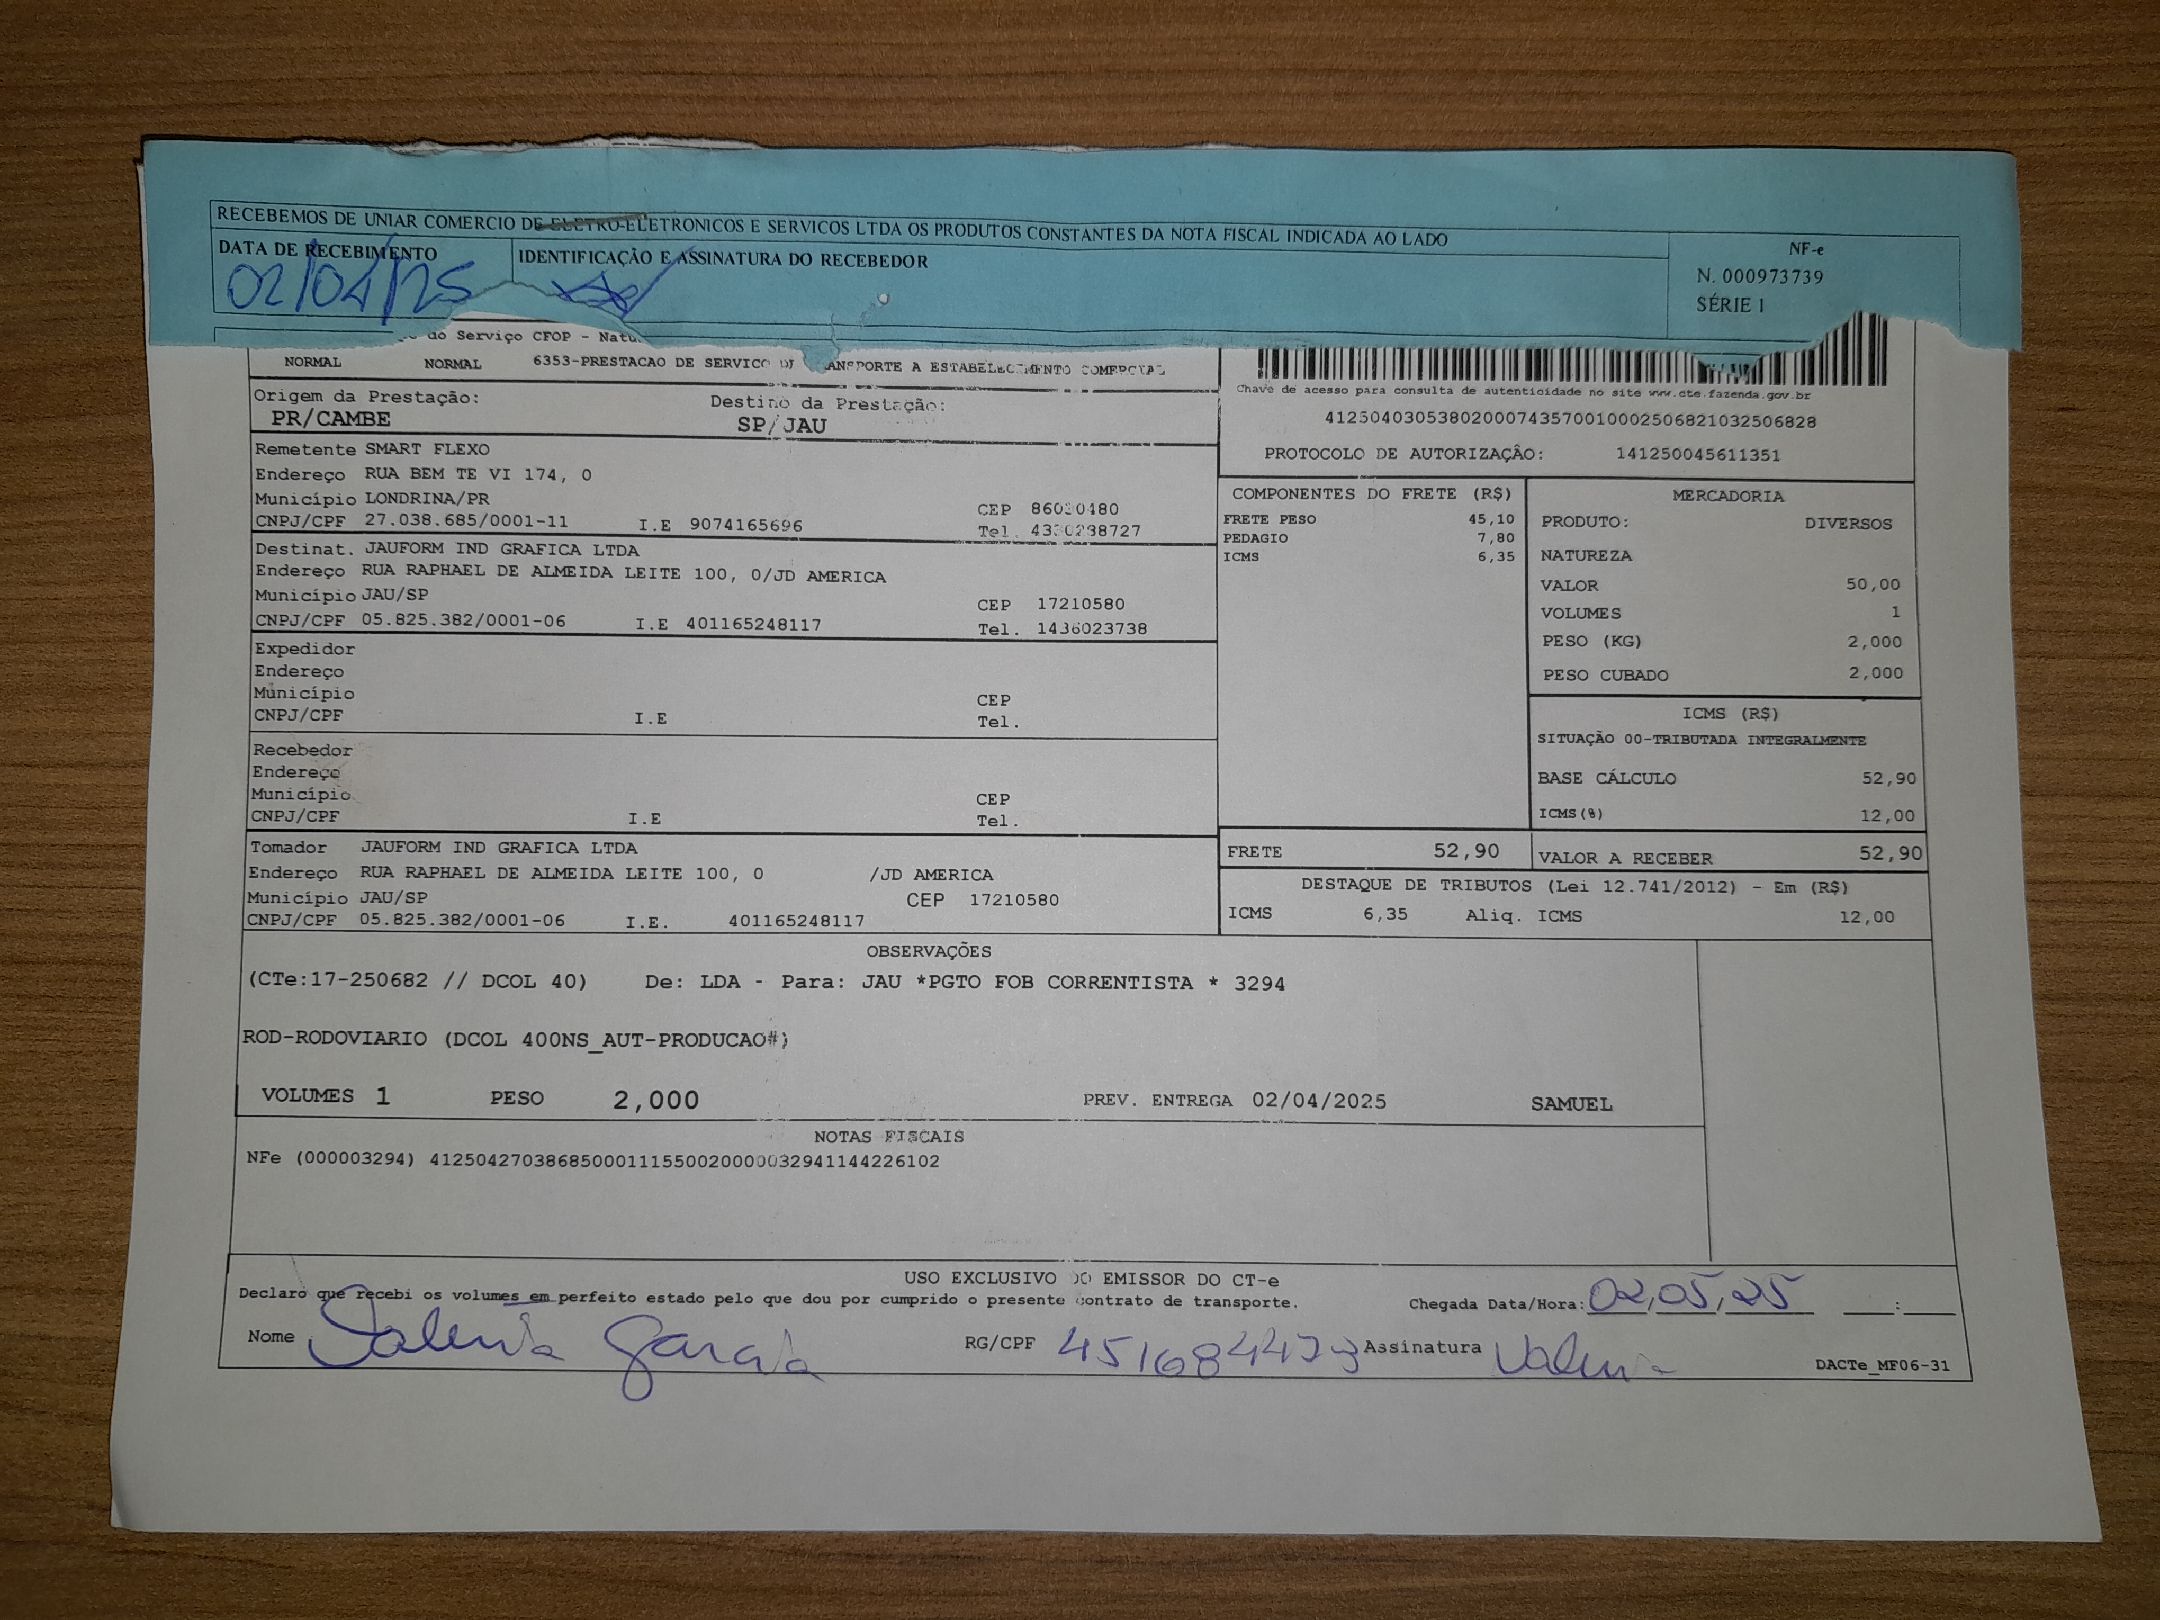 RECEBEMOS DE UNIAR COMERCIO DE ELETRO-ELETRONICOS E SERVICOS LTDA OS PRODUTOS CONSTANTES DA NOTA FISCAL INDICADA AO LADO
DATA DE RECEBIMENTO
02/04/25
IDENTIFICAÇÃO E ASSINATURA DO RECEBEDOR
NF-e
N. 000973739
SÉRIE 1
do Serviço CFOP -
NORMAL NORMAL 6353-PRESTACAO DE SERVICO A ESTABELECIMENTO COMERCIAL
Chave de acesso para consulta de autenticidade no site www.cte.fazenda.gov.br
41250403053802000743570010002506821032506828
PROTOCOLO DE AUTORIZAÇÃO: 141250045611351
Origem da Prestação: Destino da Prestação:
PR/CAMBE SP/JAU
Remetente SMART FLEXO
Endereço RUA BEM TE VI 174, 0
Município LONDRINA/PR CEP
CNPJ/CPF 27.038.685/0001-11 I.E 9074165696 Tel.
Destinat. JAUFORM IND GRAFICA LTDA
Endereço RUA RAPHAEL DE ALMEIDA LEITE 100, 0/JD AMERICA
Município JAU/SP CEP 17210580
CNPJ/CPF 05.825.382/0001-06 I.E 401165248117 Tel. 1436023738
Expedidor
Endereço
Município CEP
CNPJ/CPF I.E Tel.
Recebedor
Endereço
Município CEP
CNPJ/CPF I.E Tel.
Tomador JAUFORM IND GRAFICA LTDA
Endereço RUA RAPHAEL DE ALMEIDA LEITE 100, 0 /JD AMERICA
Município JAU/SP CEP 17210580
CNPJ/CPF 05.825.382/0001-06 I.E. 401165248117
COMPONENTES DO FRETE (R$)
FRETE PESO 45,10
PEDAGIO 7,80
ICMS 6,35
MERCADORIA
PRODUTO: DIVERSOS
NATUREZA
VALOR 50,00
VOLUMES 1
PESO (KG) 2,000
PESO CUBADO 2,000
ICMS (R$)
SITUAÇÃO 00-TRIBUTADA INTEGRALMENTE
BASE CÁLCULO 52,90
ICMS(%) 12,00
FRETE 52,90 VALOR A RECEBER 52,90
DESTAQUE DE TRIBUTOS (Lei 12.741/2012) - Em (R$)
ICMS 6,35 Aliq. ICMS 12,00
OBSERVAÇÕES
(CTe:17-250682 // DCOL 40) De: LDA - Para: JAU *PGTO FOB CORRENTISTA * 3294
ROD-RODOVIARIO (DCOL 400NS_AUT-PRODUCAO#)
VOLUMES 1 PESO 2,000 PREV. ENTREGA 02/04/2025 SAMUEL
NOTAS FISCAIS
NFe (000003294) 41250427038685000111550020000032941144226102
USO EXCLUSIVO DO EMISSOR DO CT-e
Declaro que recebi os volumes em perfeito estado pelo que dou por cumprido o presente contrato de transporte. Chegada Data/Hora: 02,05,25 :
Nome Valeria Garcia RG/CPF Assinatura Valeria
DACTe_MF06-31